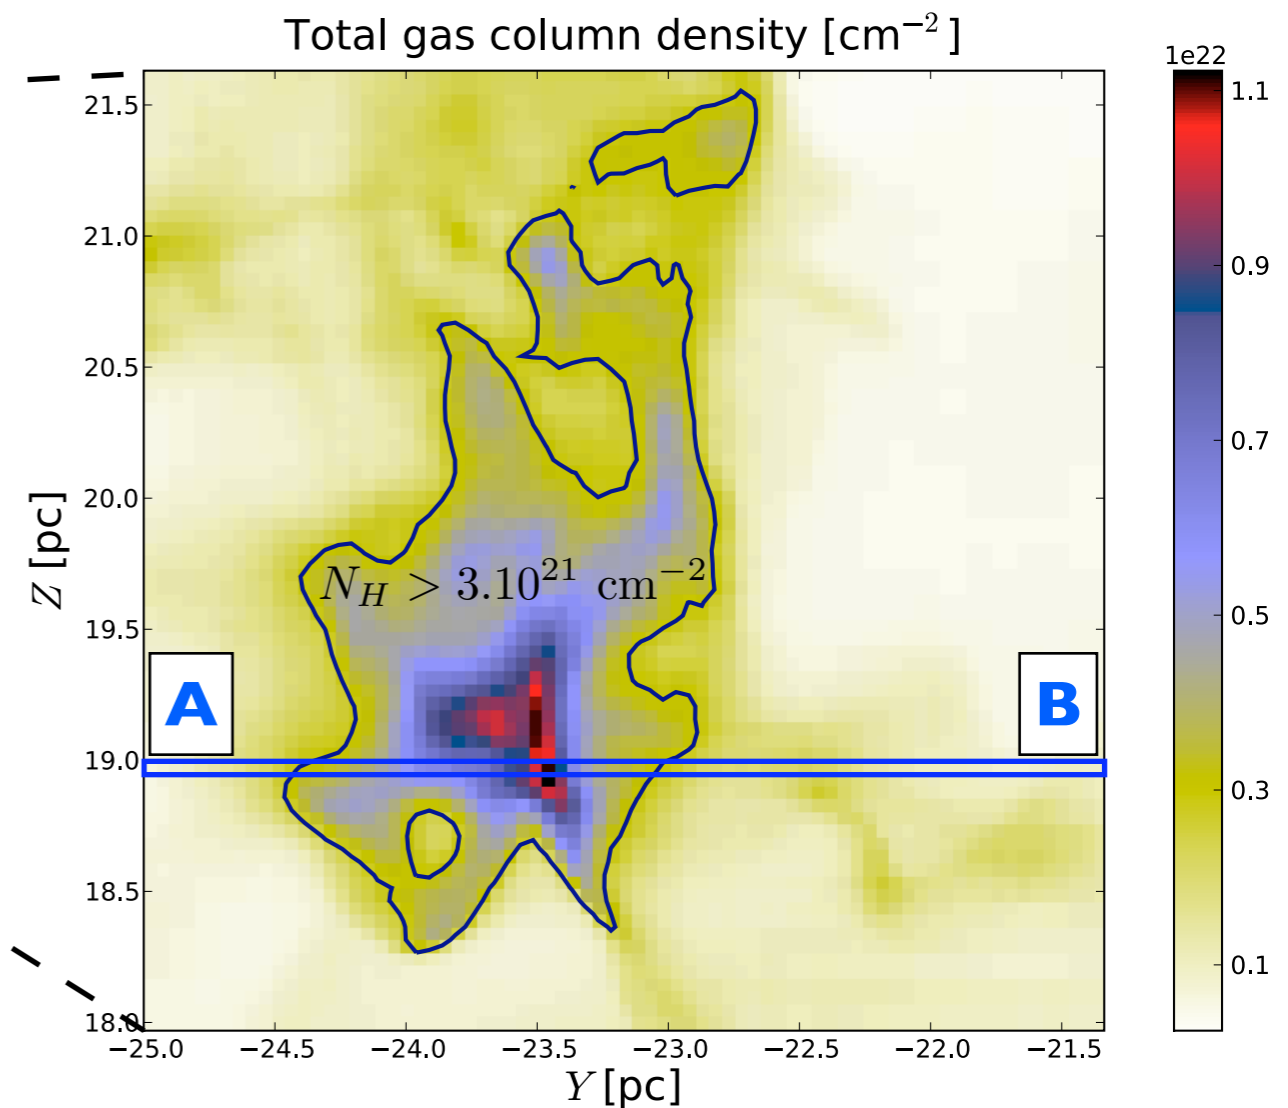 Total gas column density [cm⁻²]
1e22
1.1
0.9
0.7
0.5
0.3
0.1
21.5
21.0
20.5
20.0
19.5
19.0
18.5
18.0
Z [pc]
N_H > 3.10²¹ cm⁻²
A
B
−25.0 −24.5 −24.0 −23.5 −23.0 −22.5 −22.0 −21.5
Y [pc]